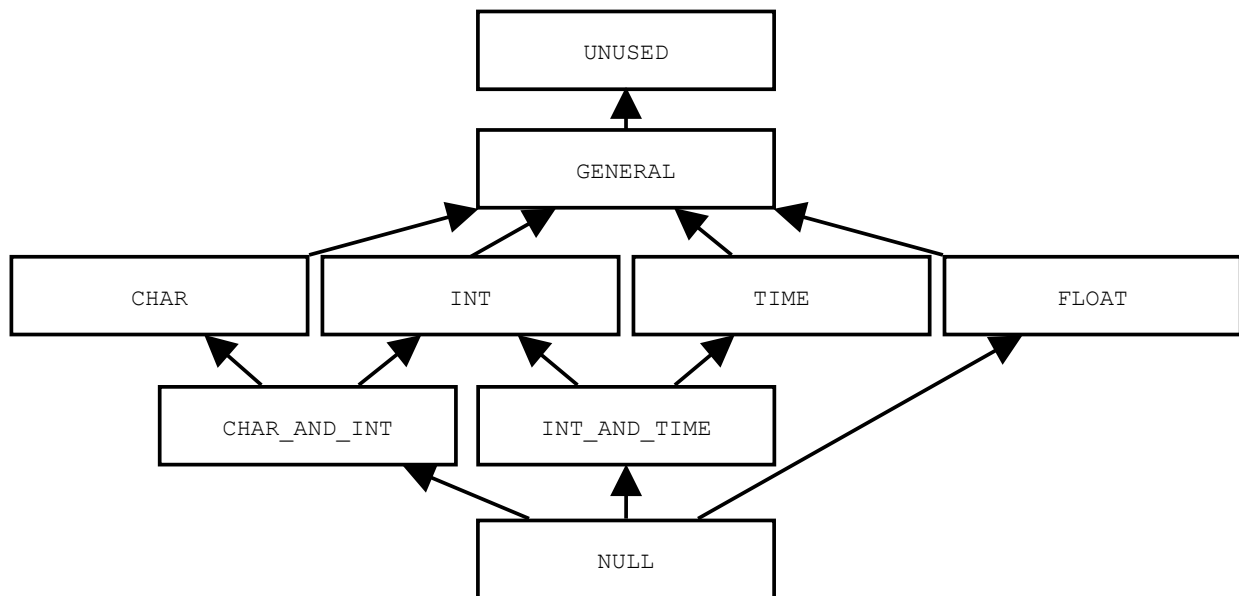 UNUSED
GENERAL
CHAR
INT
TIME
FLOAT
CHAR_AND_INT
INT_AND_TIME
NULL